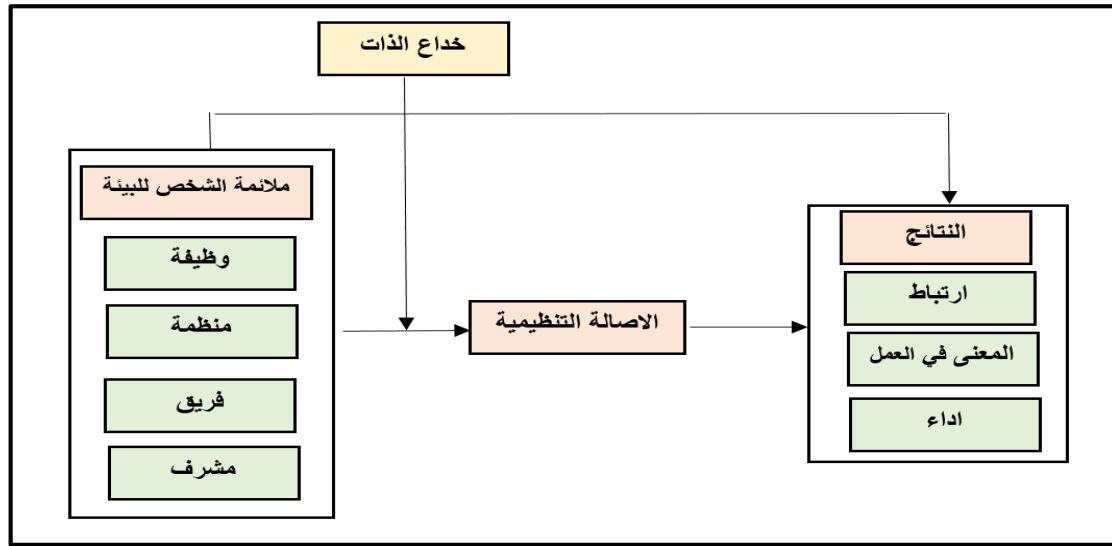 خداع الذات
ملائمة الشخص للبيئة
وظيفة
منظمة
فريق
مشرف
الاصالة التنظيمية
النتائج
ارتباط
المعنى في العمل
اداء